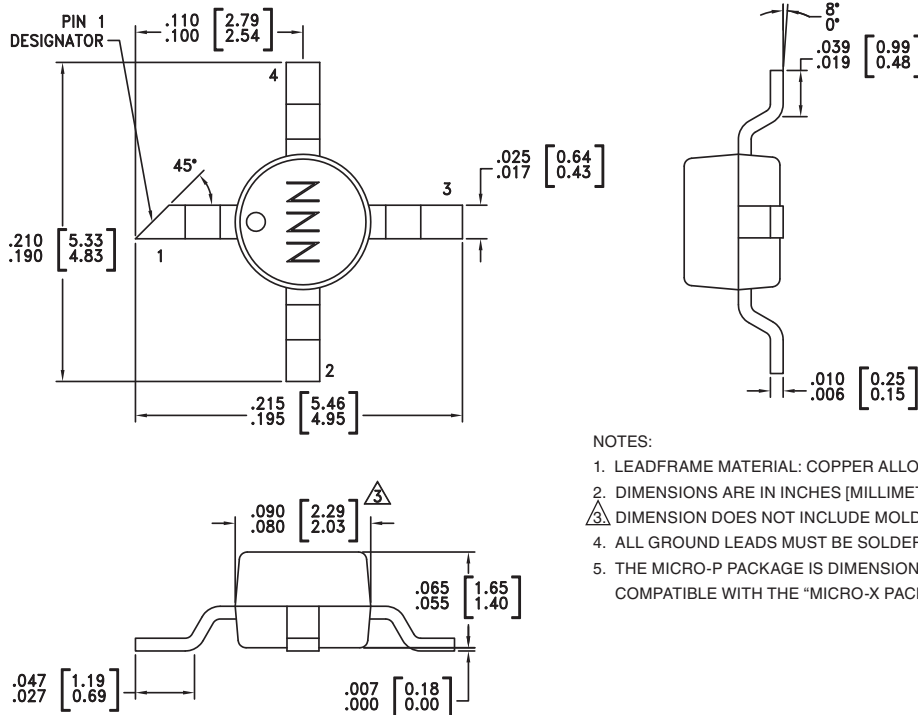 PIN 1
DESIGNATOR
.110 [2.79]
.100 [2.54]
4
45°
NNN
3
1
2
.025 [0.64]
.017 [0.43]
.210 [5.33]
.190 [4.83]
.215 [5.46]
.195 [4.95]
8°
0°
.039 [0.99]
.019 [0.48]
.010 [0.25]
.006 [0.15]
.090 [2.29]
.080 [2.03]
3
.065 [1.65]
.055 [1.40]
.047 [1.19]
.027 [0.69]
.007 [0.18]
.000 [0.00]
NOTES:
1. LEADFRAME MATERIAL: COPPER ALLO
2. DIMENSIONS ARE IN INCHES [MILLIMET
3. DIMENSION DOES NOT INCLUDE MOLD
4. ALL GROUND LEADS MUST BE SOLDER
5. THE MICRO-P PACKAGE IS DIMENSION
COMPATIBLE WITH THE “MICRO-X PAC